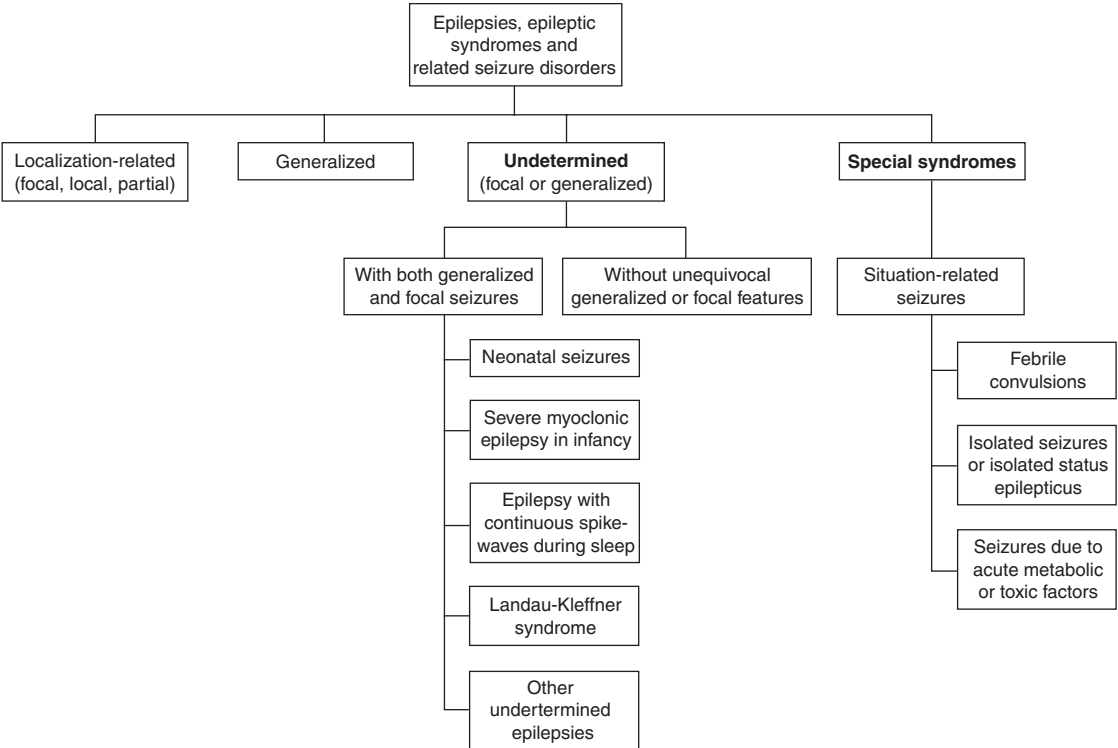 Epilepsies, epileptic
syndromes and
related seizure disorders
Localization-related
(focal, local, partial)
Generalized
Undetermined
(focal or generalized)
Special syndromes
With both generalized
and focal seizures
Without unequivocal
generalized or focal features
Situation-related
seizures
Neonatal seizures
Severe myoclonic
epilepsy in infancy
Epilepsy with
continuous spike-
waves during sleep
Landau-Kleffner
syndrome
Other
undertermined
epilepsies
Febrile
convulsions
Isolated seizures
or isolated status
epilepticus
Seizures due to
acute metabolic
or toxic factors